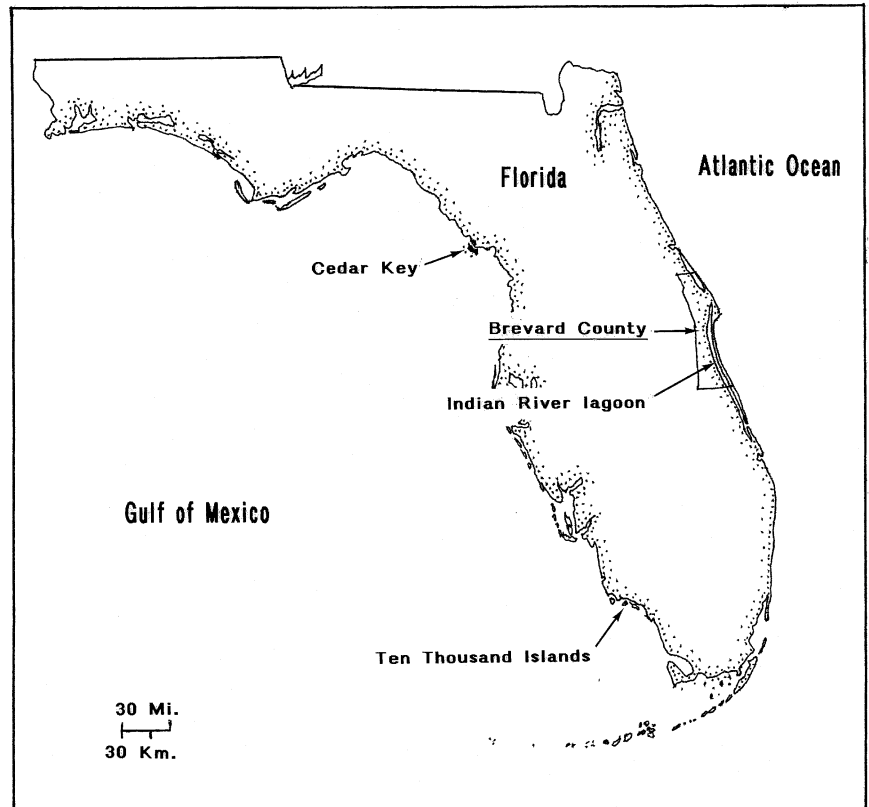 Florida
Atlantic Ocean
Cedar Key
Brevard County
Indian River lagoon
Gulf of Mexico
Ten Thousand Islands
30 Mi.
30 Km.